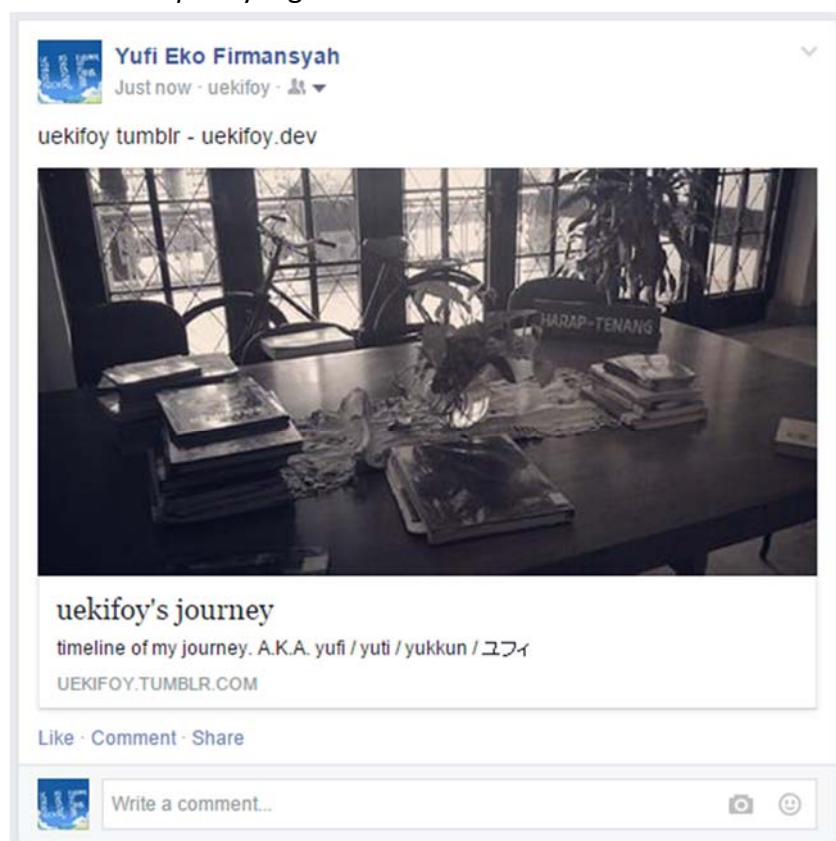 Yufi Eko Firmansyah
Just now · uekifoy ·
uekifoy tumblr - uekifoy.dev
HARAP-TENANG
uekifoy's journey
timeline of my journey. A.K.A. yufi / yuti / yukkun / ユフィ
UEKIFOY.TUMBLR.COM
Like · Comment · Share
UF
Write a comment...